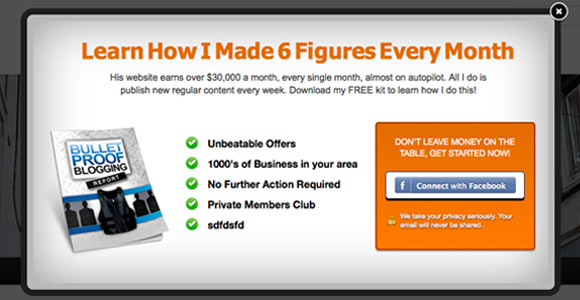 Learn How I Made 6 Figures Every Month
His website earns over $30,000 a month, every single month, almost on autopilot. All I do is
publish new regular content every week. Download my FREE kit to learn how I do this!
BULLET
PROOF
BLOGGING
REPORT
Unbeatable Offers
1000's of Business in your area
No Further Action Required
Private Members Club
sdfdsfd
DON'T LEAVE MONEY ON THE
TABLE, GET STARTED NOW!
f Connect with Facebook
We take your privacy seriously. Your
email will never be shared.